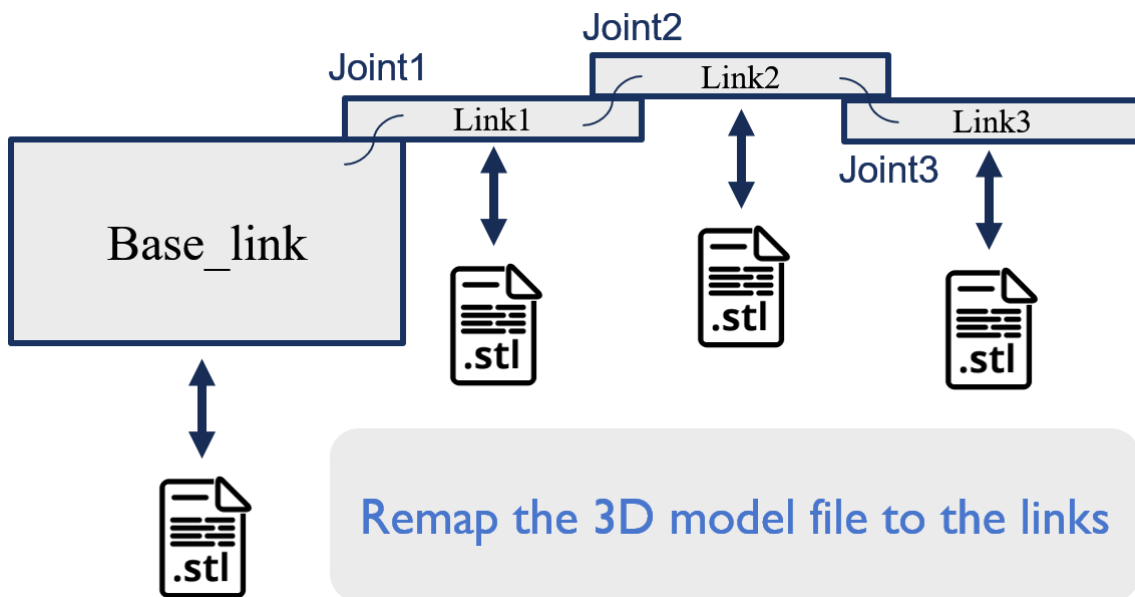 Joint2
Joint1
Link2
Link1
Link3
Joint3
Base_link
.stl
.stl
.stl
.stl
Remap the 3D model file to the links